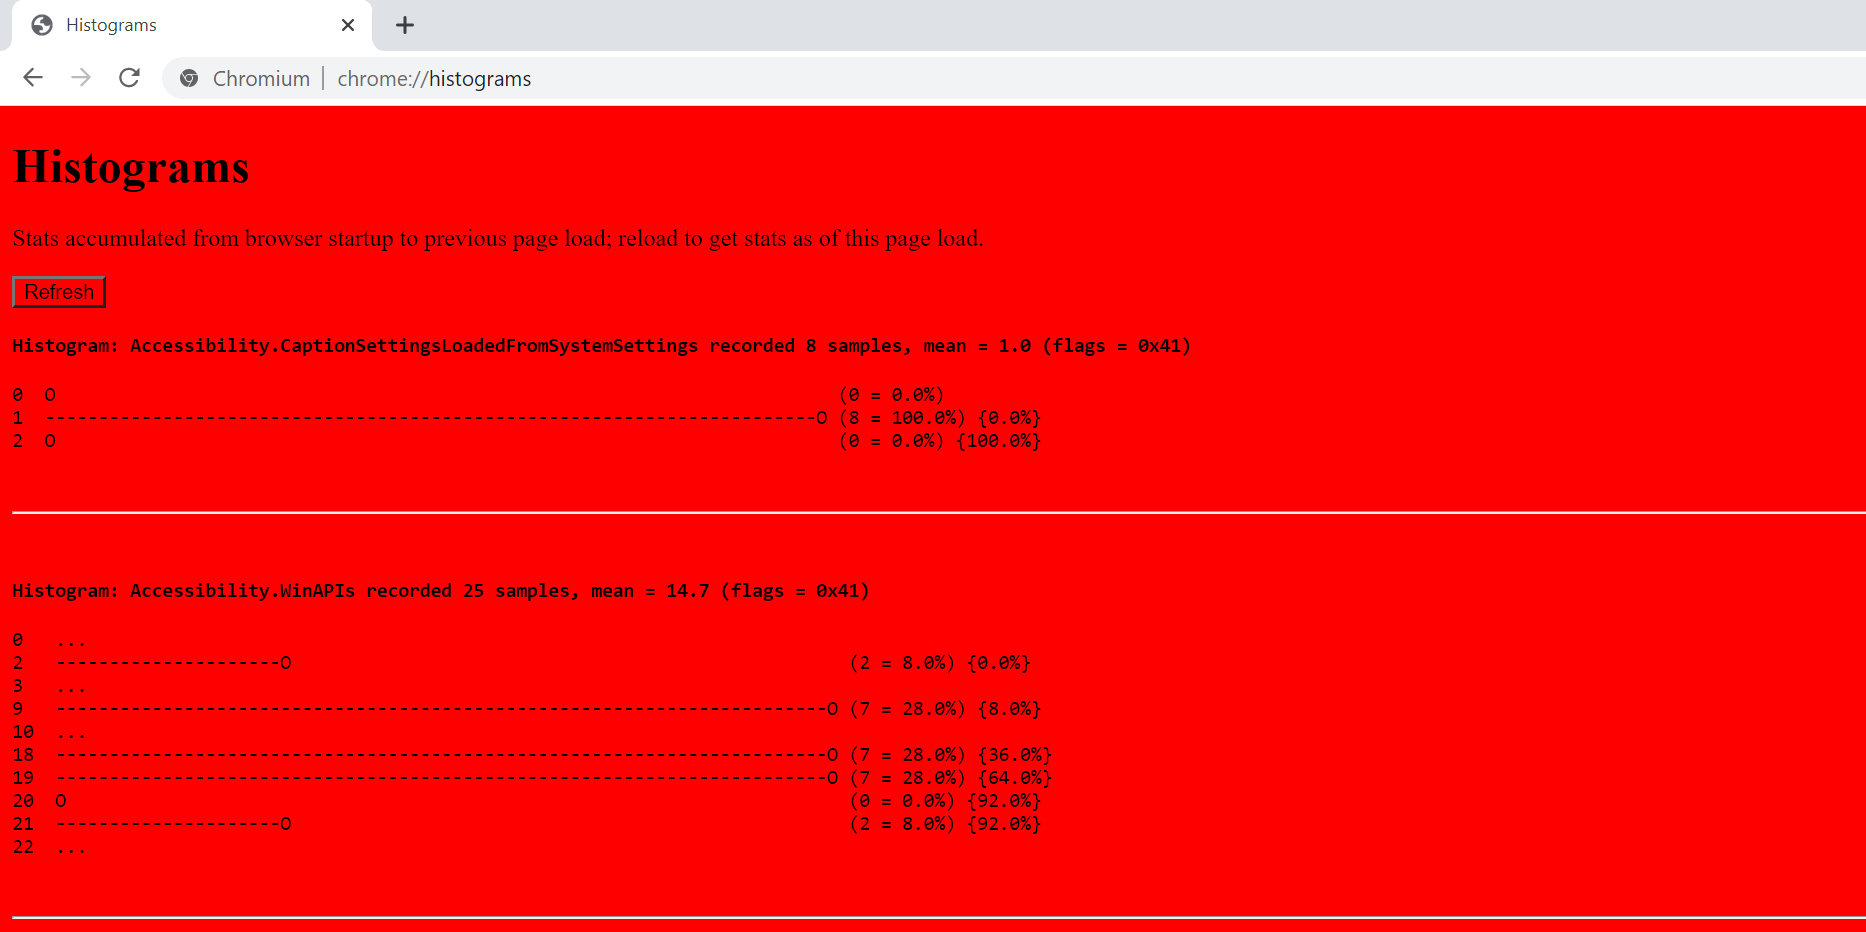 Histograms
Chromium | chrome://histograms
Histograms
Stats accumulated from browser startup to previous page load; reload to get stats as of this page load.
Refresh
Histogram: Accessibility.CaptionSettingsLoadedFromSystemSettings recorded 8 samples, mean = 1.0 (flags = 0x41)
0  O                                                                         (0 = 0.0%)
1  ------------------------------------------------------------------------O (8 = 100.0%) {0.0%}
2  O                                                                         (0 = 0.0%) {100.0%}
Histogram: Accessibility.WinAPIs recorded 25 samples, mean = 14.7 (flags = 0x41)
0   ...
2   ---------------------O                                                    (2 = 8.0%) {0.0%}
3   ...
9   ------------------------------------------------------------------------O (7 = 28.0%) {8.0%}
10  ...
18  ------------------------------------------------------------------------O (7 = 28.0%) {36.0%}
19  ------------------------------------------------------------------------O (7 = 28.0%) {64.0%}
20  O                                                                         (0 = 0.0%) {92.0%}
21  ---------------------O                                                    (2 = 8.0%) {92.0%}
22  ...